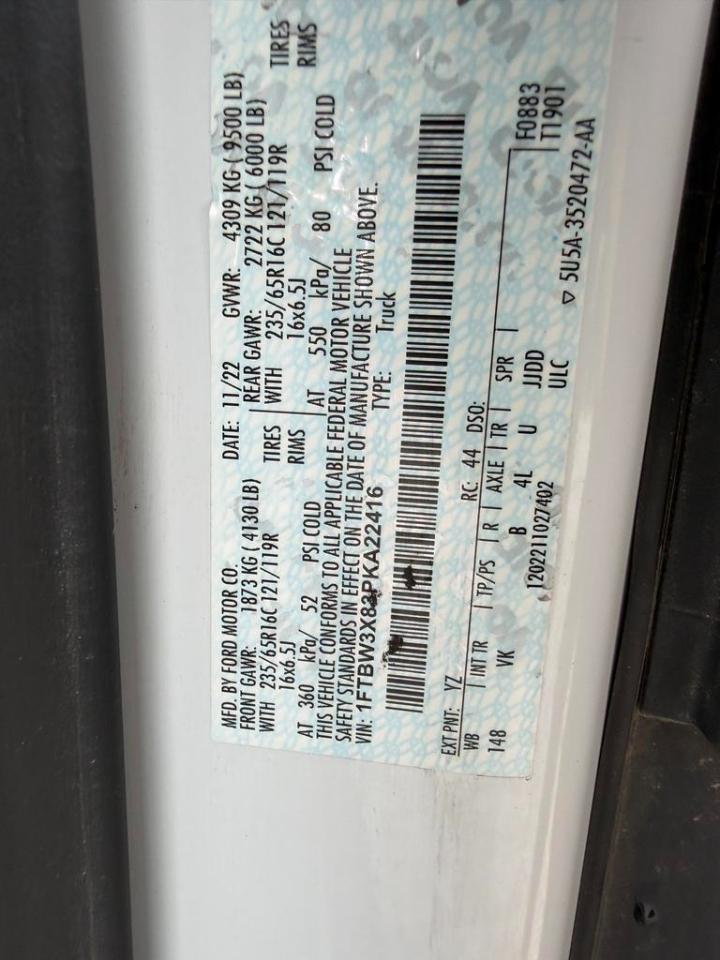 MFD. BY FORD MOTOR CO. DATE: 11/22 GVWR: 4309 KG ( 9500 LB)
FRONT GAWR: 1873 KG ( 4130 LB) REAR GAWR: 2722 KG ( 6000 LB)
WITH 235/65R16C 121/119R TIRES WITH 235/65R16C 121/119R TIRES
16x6.5J RIMS 16x6.5J RIMS
AT 360 kPa/ 52 PSI COLD AT 550 kPa/ 80 PSI COLD
THIS VEHICLE CONFORMS TO ALL APPLICABLE FEDERAL MOTOR VEHICLE
SAFETY STANDARDS IN EFFECT ON THE DATE OF MANUFACTURE SHOWN ABOVE.
VIN: 1FTBW3X83PKA22416 TYPE: Truck
EXT PNT: YZ RC: 44 DSO:
WB INT TR TP/PS R AXLE TR SPR F0883
148 VK B 4L U JJDD T1901
1202211027402 ULC
5U5A-3520472-AA